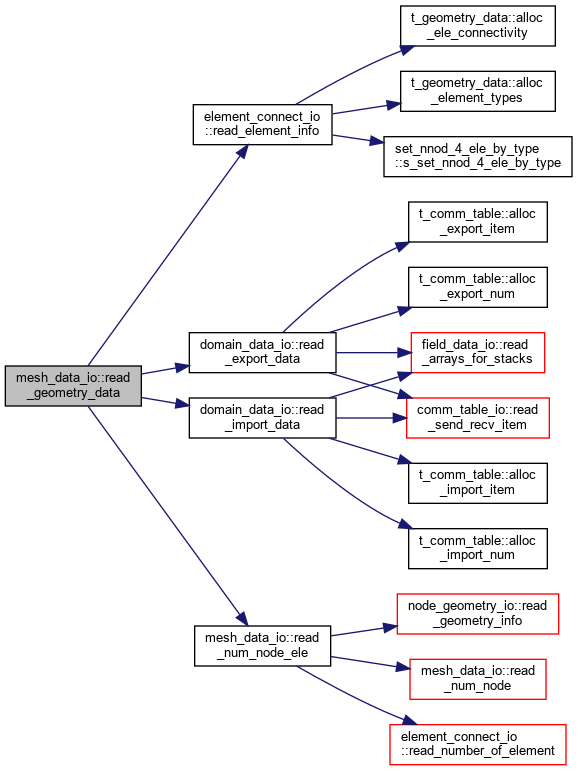 t_geometry_data::alloc
_ele_connectivity
t_geometry_data::alloc
_element_types
element_connect_io
::read_element_info
set_nnod_4_ele_by_type
::s_set_nnod_4_ele_by_type
t_comm_table::alloc
_export_item
t_comm_table::alloc
_export_num
domain_data_io::read
_export_data
field_data_io::read
_arrays_for_stacks
mesh_data_io::read
_geometry_data
domain_data_io::read
_import_data
comm_table_io::read
_send_recv_item
t_comm_table::alloc
_import_item
t_comm_table::alloc
_import_num
node_geometry_io::read
_geometry_info
mesh_data_io::read
_num_node_ele
mesh_data_io::read
_num_node
element_connect_io
::read_number_of_element